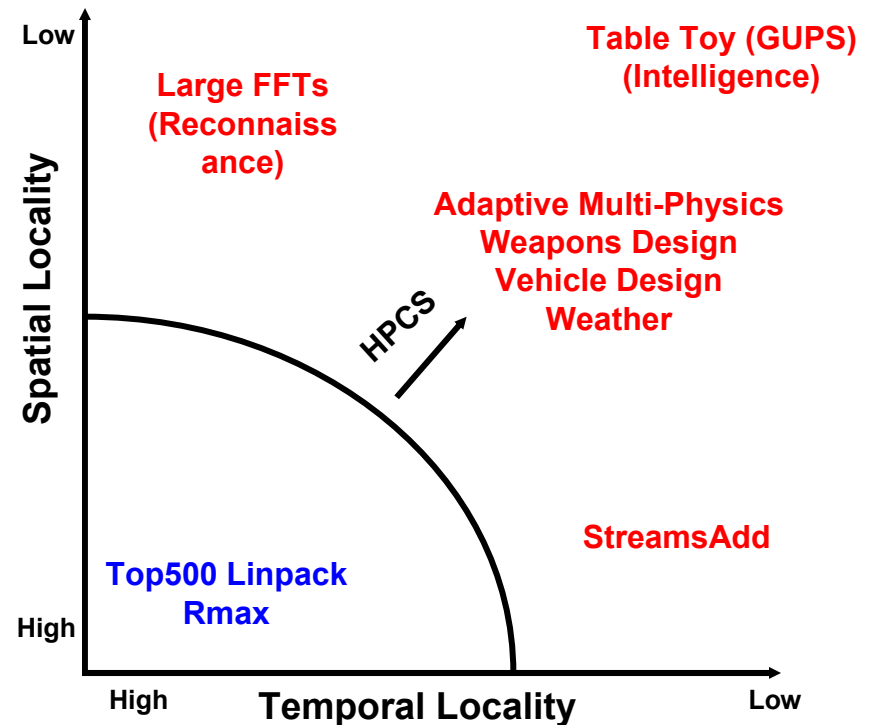 Low
Table Toy (GUPS)
(Intelligence)
Large FFTs
(Reconnaiss
ance)
Adaptive Multi-Physics
Weapons Design
Vehicle Design
Weather
Spatial Locality
HPCS
StreamsAdd
Top500 Linpack
Rmax
High
High
Temporal Locality
Low